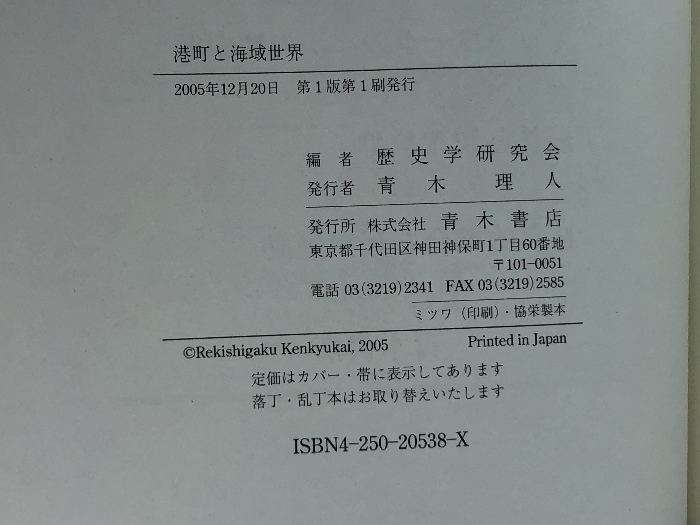 港町と海域世界
2005年12月20日　第1版第1刷発行
編者　歴史学研究会
発行者　青木　理人
発行所　株式会社　青木書店
東京都千代田区神田神保町1丁目60番地
〒101-0051
電話 03(3219)2341　FAX 03(3219)2585
ミツワ（印刷）・協栄製本
©Rekishigaku Kenkyukai, 2005　Printed in Japan
定価はカバー・帯に表示してあります
落丁・乱丁本はお取り替えいたします
ISBN4-250-20538-X